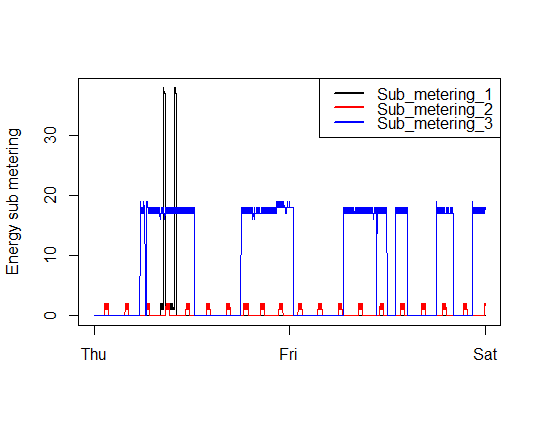 Sub_metering_1
Sub_metering_2
Sub_metering_3
Energy sub metering
30
20
10
0
Thu
Fri
Sat